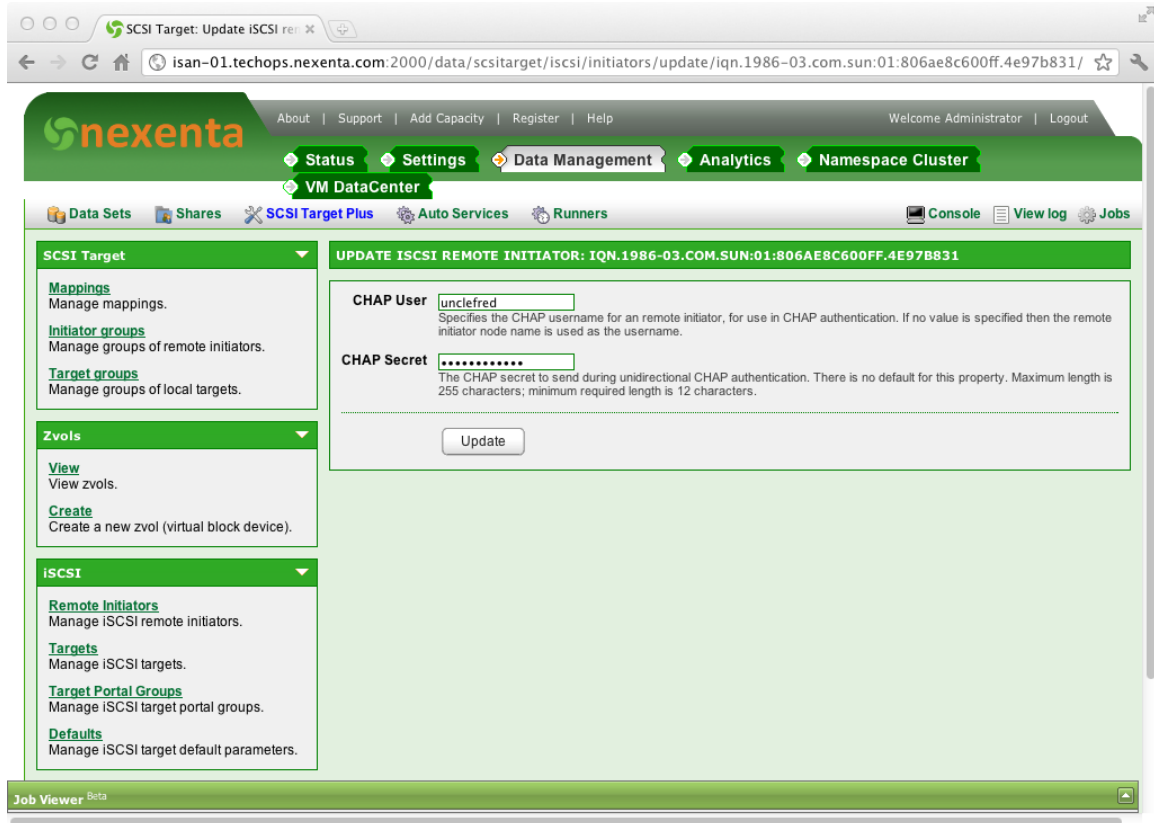 SCSI Target: Update iSCSI rem
isan-01.techops.nexenta.com:2000/data/scsitarget/iscsi/initiators/update/iqn.1986-03.com.sun:01:806ae8c600ff.4e97b831/
nexenta
About | Support | Add Capacity | Register | Help
Welcome Administrator | Logout
Status Settings Data Management Analytics Namespace Cluster
VM DataCenter
Data Sets Shares SCSI Target Plus Auto Services Runners
Console View log Jobs
SCSI Target
Mappings
Manage mappings.
Initiator groups
Manage groups of remote initiators.
Target groups
Manage groups of local targets.
Zvols
View
View zvols.
Create
Create a new zvol (virtual block device).
iSCSI
Remote Initiators
Manage iSCSI remote initiators.
Targets
Manage iSCSI targets.
Target Portal Groups
Manage iSCSI target portal groups.
Defaults
Manage iSCSI target default parameters.
UPDATE ISCSI REMOTE INITIATOR: IQN.1986-03.COM.SUN:01:806AE8C600FF.4E97B831
CHAP User unclefred
Specifies the CHAP username for an remote initiator, for use in CHAP authentication. If no value is specified then the remote
initiator node name is used as the username.
CHAP Secret ••••••••••••
The CHAP secret to send during unidirectional CHAP authentication. There is no default for this property. Maximum length is
255 characters; minimum required length is 12 characters.
Update
Job Viewer Beta